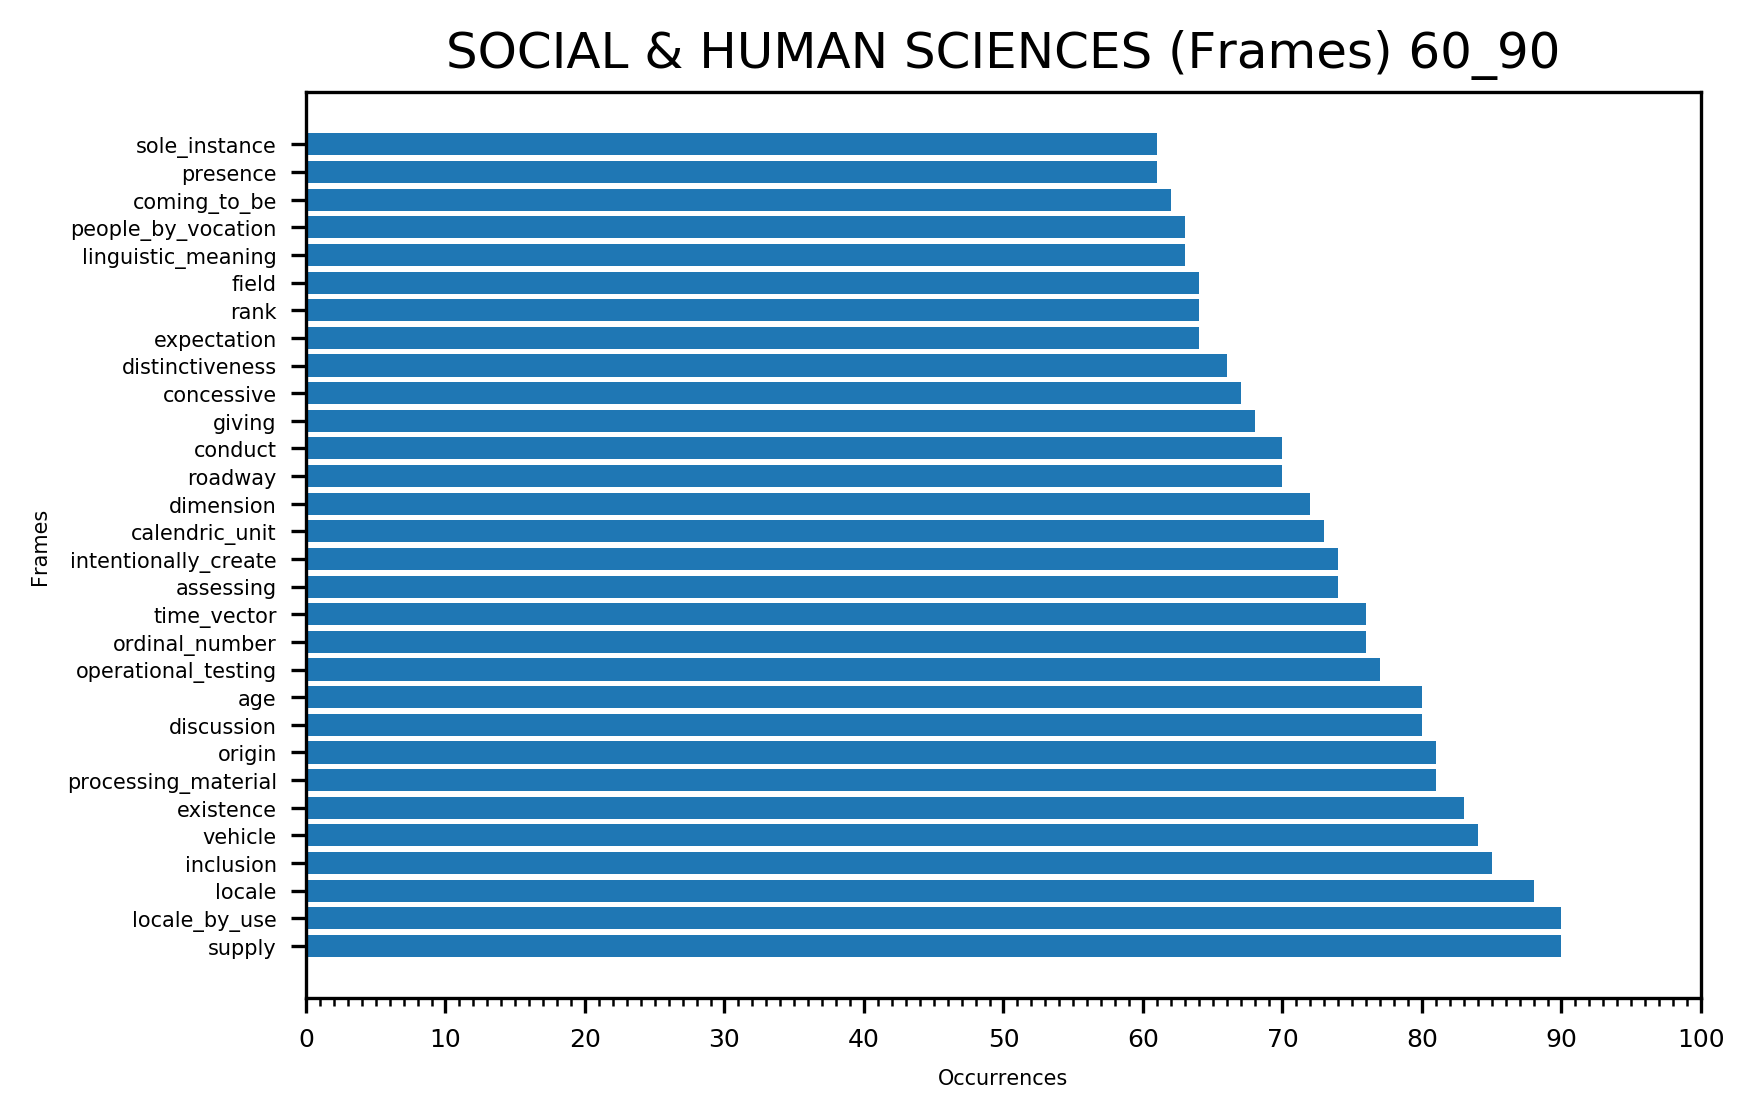 SOCIAL & HUMAN SCIENCES (Frames) 60_90
sole_instance
presence
coming_to_be
people_by_vocation
linguistic_meaning
field
rank
expectation
distinctiveness
concessive
giving
conduct
roadway
dimension
calendric_unit
intentionally_create
assessing
time_vector
ordinal_number
operational_testing
age
discussion
origin
processing_material
existence
vehicle
inclusion
locale
locale_by_use
supply
Frames
0 10 20 30 40 50 60 70 80 90 100
Occurrences